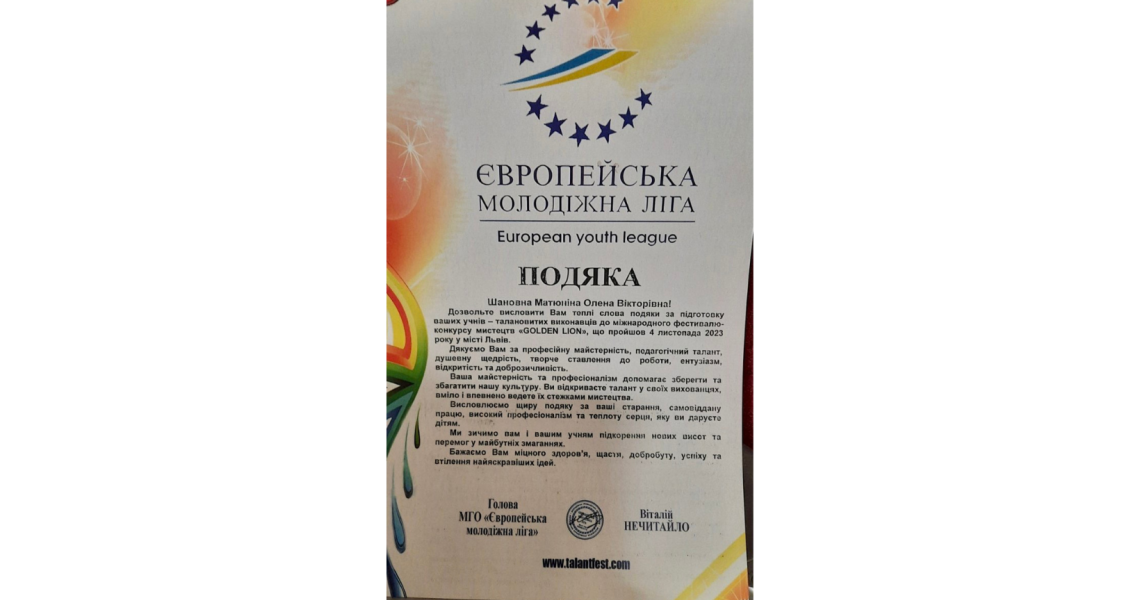 ЄВРОПЕЙСЬКА
МОЛОДІЖНА ЛІГА
European youth league
ПОДЯКА
Шановна Матюніна Олена Вікторівна!
Дозвольте висловити Вам теплі слова подяки за підготовку
ваших учнів – талановитих виконавців до міжнародного фестивалю-
конкурсу мистецтв «GOLDEN LION», що пройшов 4 листопада 2023
року у місті Львів.
Дякуємо Вам за професійну майстерність, педагогічний талант,
душевну щедрість, творче ставлення до роботи, ентузіазм,
відкритість та доброзичливість.
Ваша майстерність та професіоналізм допомагає зберегти та
збагатити нашу культуру. Ви відкриваєте талант у своїх вихованцях,
вміло і впевнено ведете їх стежками мистецтва.
Висловлюємо щиру подяку за ваші старання, самовіддану
працю, високий професіоналізм та теплоту серця, яку ви даруєте
дітям.
Ми зичимо вам і вашим учням підкорення нових висот та
перемог у майбутніх змаганнях.
Бажаємо Вам міцного здоров'я, щастя, добробуту, успіху та
втілення найяскравіших ідей.
Голова
МГО «Європейська
молодіжна ліга»
Віталій
НЕЧИТАЙЛО
www.talantfest.com